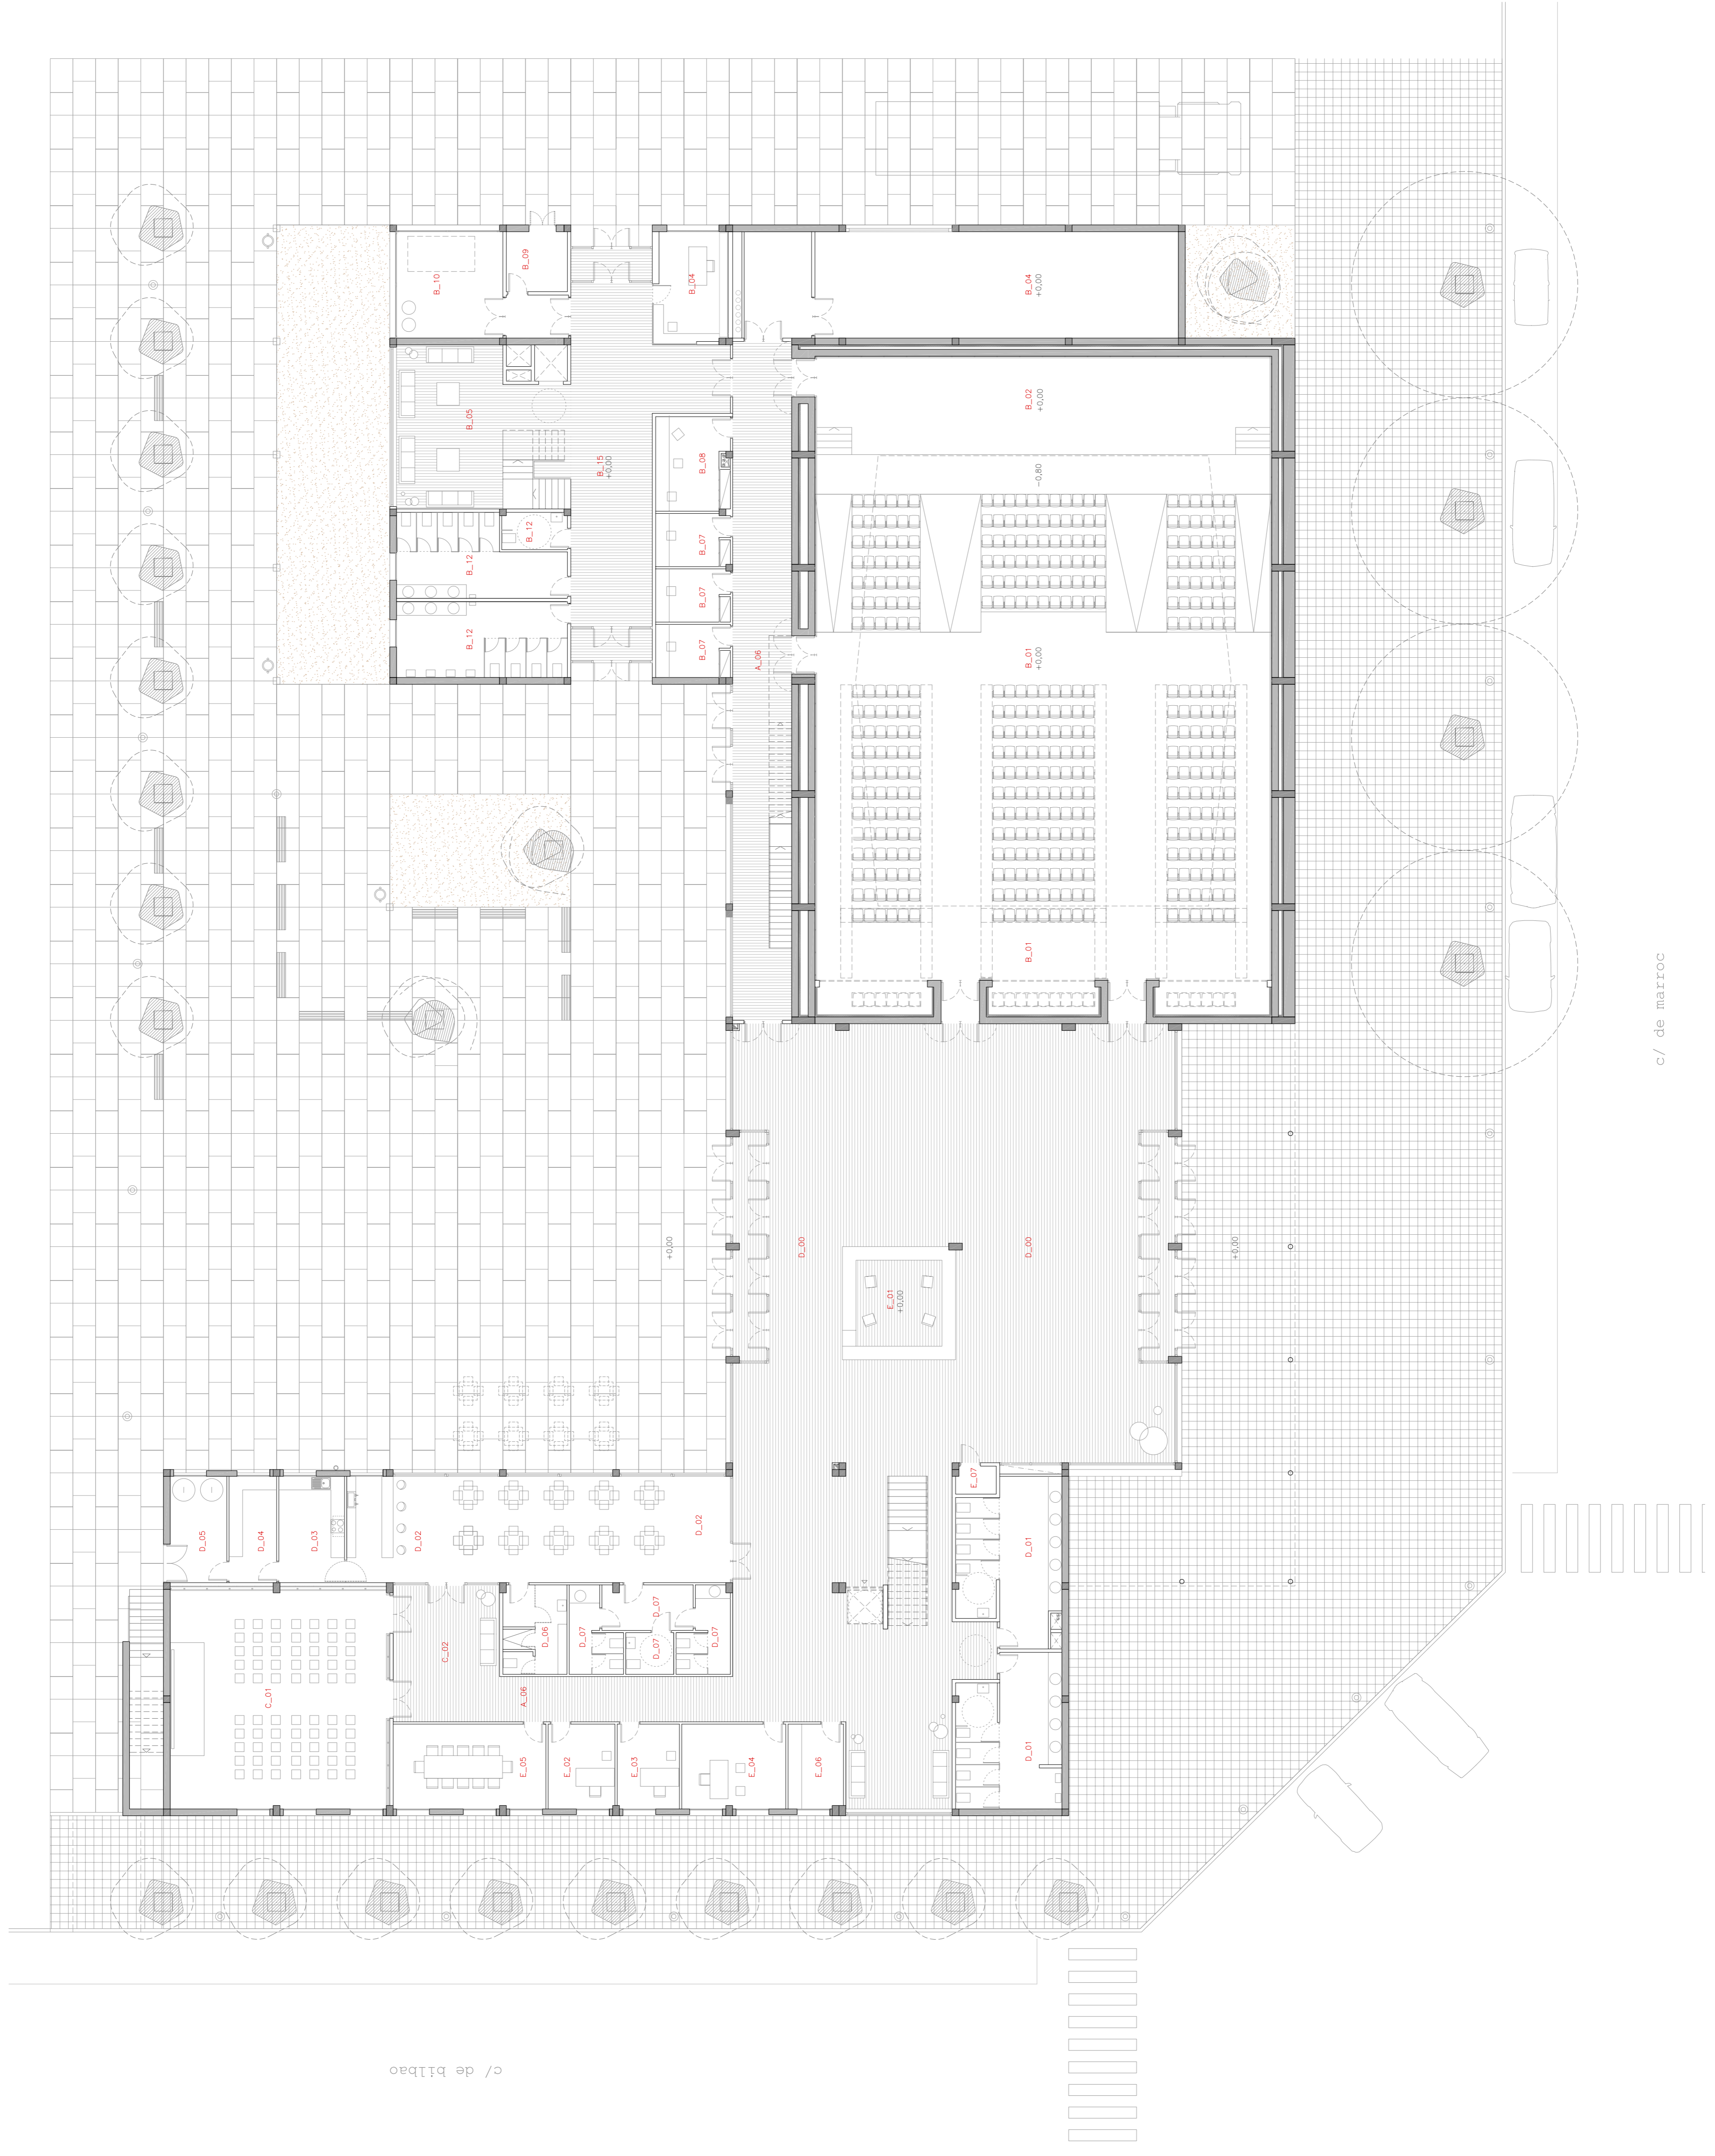 B_10
B_09
B_04
B_04
+0,00
B_05
B_02
+0,00
B_15
+0,00
B_08
-0,80
B_12
B_12
B_07
B_07
B_12
B_07
A_06
B_01
+0,00
B_01
+0,00
D_00
D_00
+0,00
E_01
+0,00
E_07
D_05
D_04
D_03
D_02
D_02
D_01
C_02
D_06
D_07
D_07
D_07
D_07
C_01
A_06
E_05
E_02
E_03
E_04
E_06
D_01
c/ de marroc
c/ de bilbao